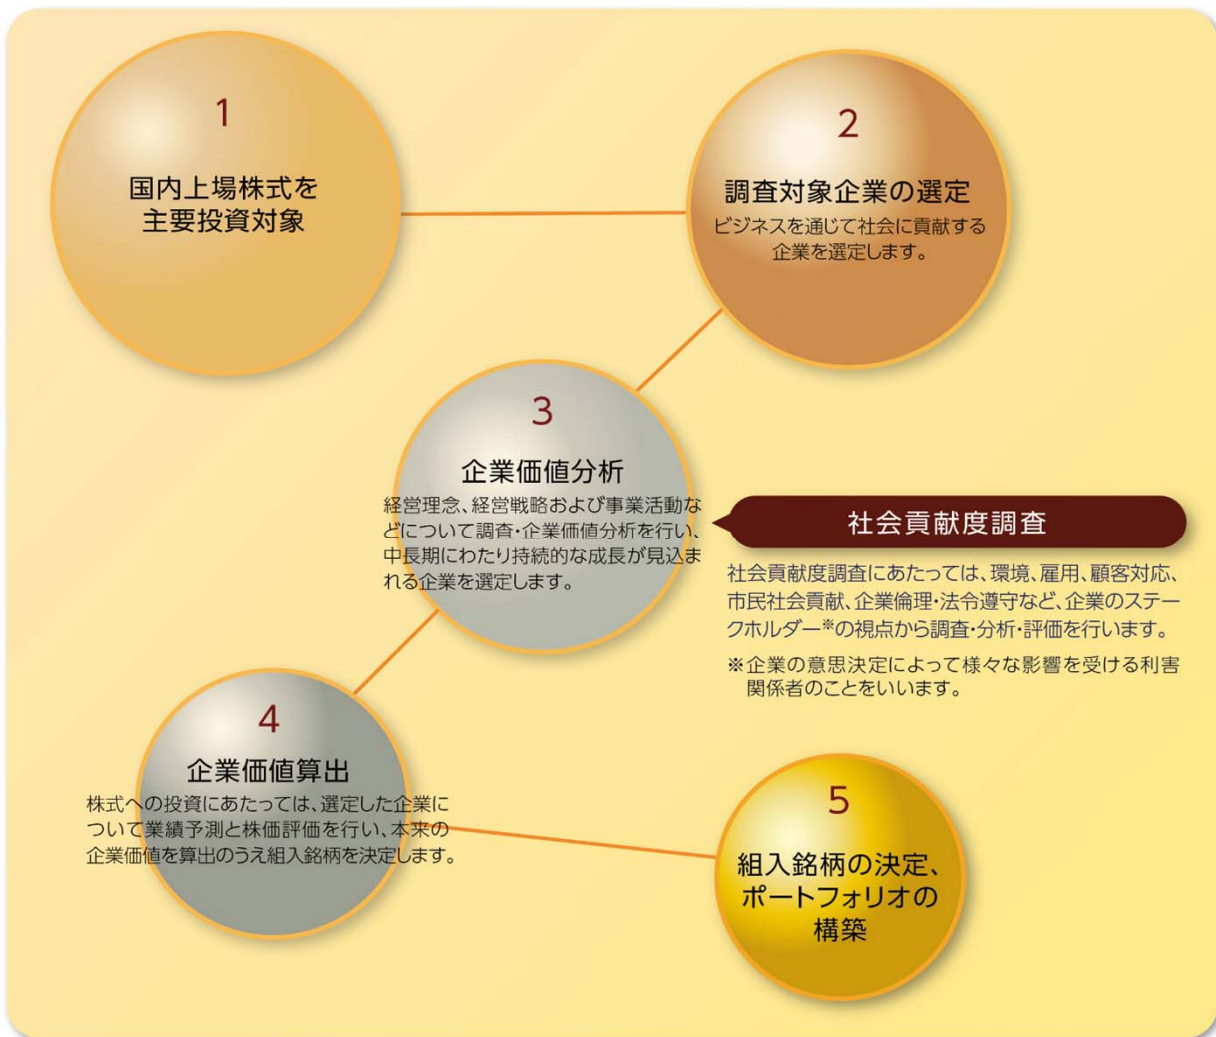 1
国内上場株式を
主要投資対象
2
調査対象企業の選定
ビジネスを通じて社会に貢献する
企業を選定します。
3
企業価値分析
経営理念、経営戦略および事業活動な
どについて調査・企業価値分析を行い、
中長期にわたり持続的な成長が見込ま
れる企業を選定します。
社会貢献度調査
社会貢献度調査にあたっては、環境、雇用、顧客対応、
市民社会貢献、企業倫理・法令遵守など、企業のステー
クホルダー※の視点から調査・分析・評価を行います。
※企業の意思決定によって様々な影響を受ける利害
関係者のことをいいます。
4
企業価値算出
株式への投資にあたっては、選定した企業に
ついて業績予測と株価評価を行い、本来の
企業価値を算出のうえ組入銘柄を決定します。
5
組入銘柄の決定、
ポートフォリオの
構築